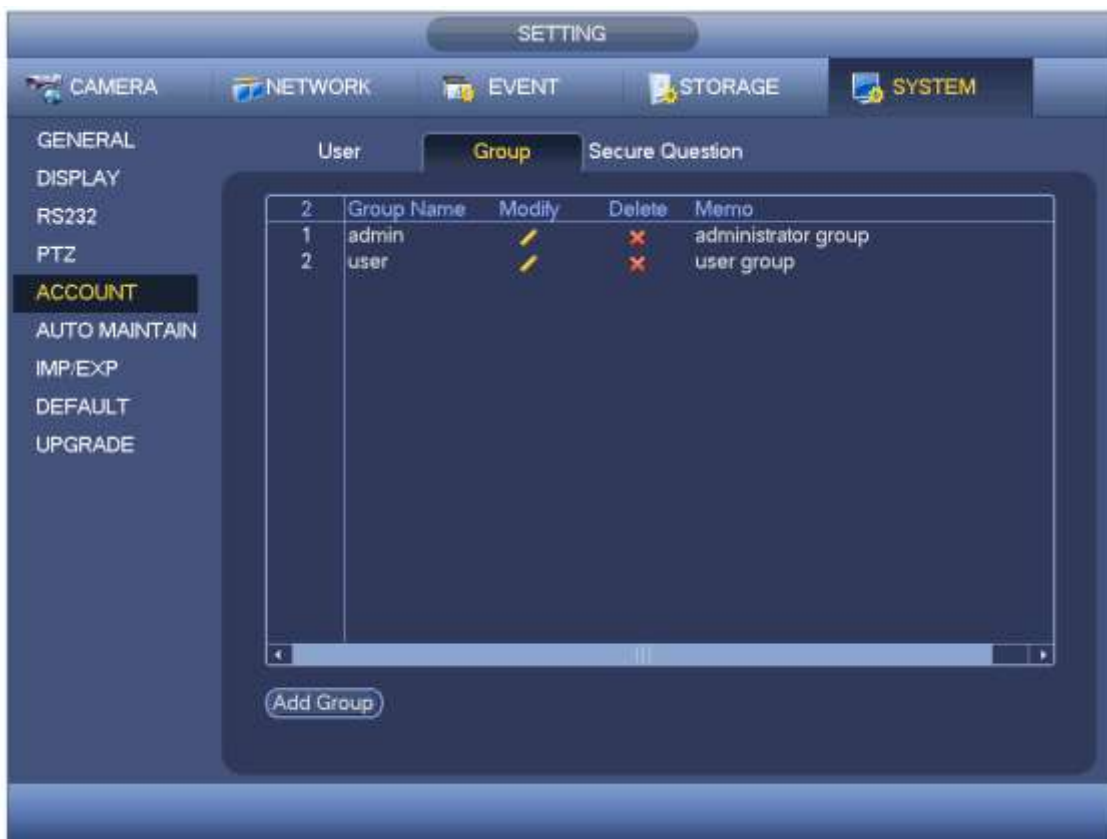 SETTING
CAMERA NETWORK EVENT STORAGE SYSTEM
GENERAL
DISPLAY
RS232
PTZ
ACCOUNT
AUTO MAINTAIN
IMP/EXP
DEFAULT
UPGRADE
User Group Secure Question
2 Group Name Modify Delete Memo
1 admin administrator group
2 user user group
Add Group